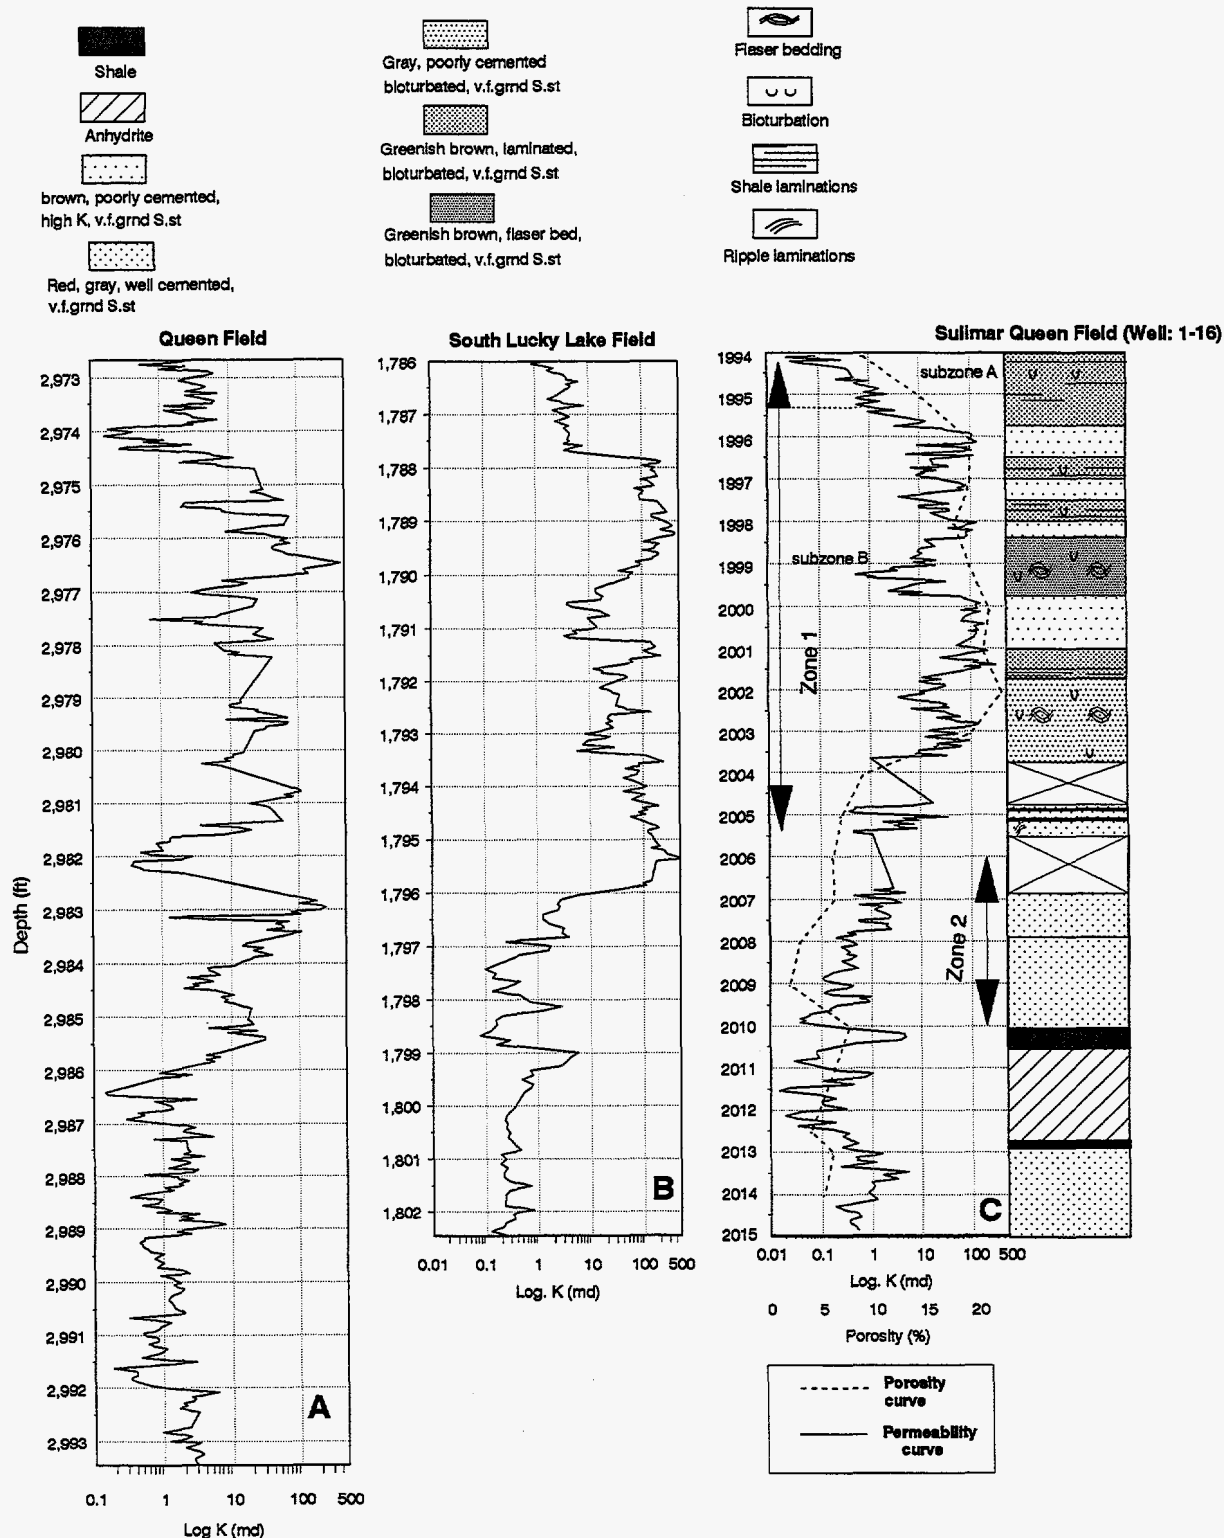 Shale
Anhydrite
brown, poorly cemented,
high K, v.f.grnd S.st
Red, gray, well cemented,
v.f.grnd S.st
Gray, poorly cemented
bioturbated, v.f.grnd S.st
Greenish brown, laminated,
bioturbated, v.f.grnd S.st
Greenish brown, flaser bed,
bioturbated, v.f.grnd S.st
Flaser bedding
Bioturbation
Shale laminations
Ripple laminations
Queen Field
Depth (ft)
2,973
2,974
2,975
2,976
2,977
2,978
2,979
2,980
2,981
2,982
2,983
2,984
2,985
2,986
2,987
2,988
2,989
2,990
2,991
2,992
2,993
A
0.1 1 10 100 500
Log K (md)
South Lucky Lake Field
1,786
1,787
1,788
1,789
1,790
1,791
1,792
1,793
1,794
1,795
1,796
1,797
1,798
1,799
1,800
1,801
1,802
B
0.01 0.1 1 10 100 500
Log. K (md)
Sulimar Queen Field (Well: 1-16)
1994
1995
1996
1997
1998
1999
2000
2001
2002
2003
2004
2005
2006
2007
2008
2009
2010
2011
2012
2013
2014
2015
subzone A
subzone B
Zone 1
Zone 2
C
0.01 0.1 1 10 100 500
Log. K (md)
0 5 10 15 20
Porosity (%)
Porosity
curve
Permeability
curve